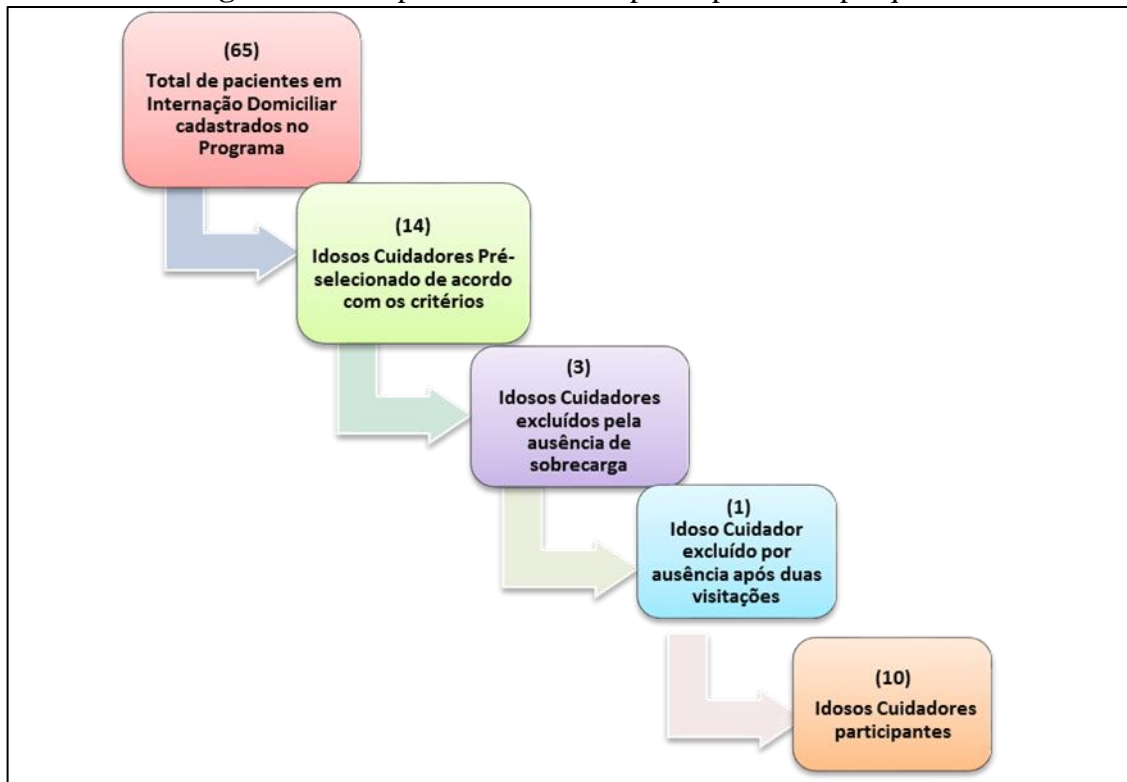 (65)
Total de pacientes em
Internação Domiciliar
cadastrados no
Programa
(14)
Idosos Cuidadores Pré-
selecionado de acordo
com os critérios
(3)
Idosos Cuidadores
excluídos pela
ausência de
sobrecarga
(1)
Idoso Cuidador
excluído por
ausência após duas
visitações
(10)
Idosos Cuidadores
participantes